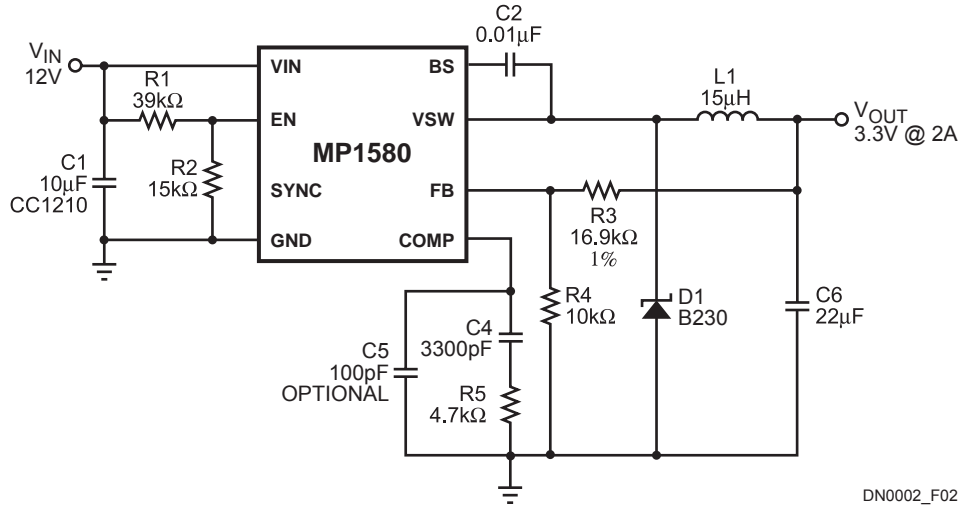 C2
0.01µF
VIN
12V
R1
39kΩ
VIN
BS
EN
VSW
MP1580
SYNC
FB
GND
COMP
L1
15µH
VOUT
3.3V @ 2A
C1
10µF
CC1210
R2
15kΩ
R3
16.9kΩ
1%
R4
10kΩ
D1
B230
C6
22µF
C4
3300pF
C5
100pF
OPTIONAL
R5
4.7kΩ
DN0002_F02